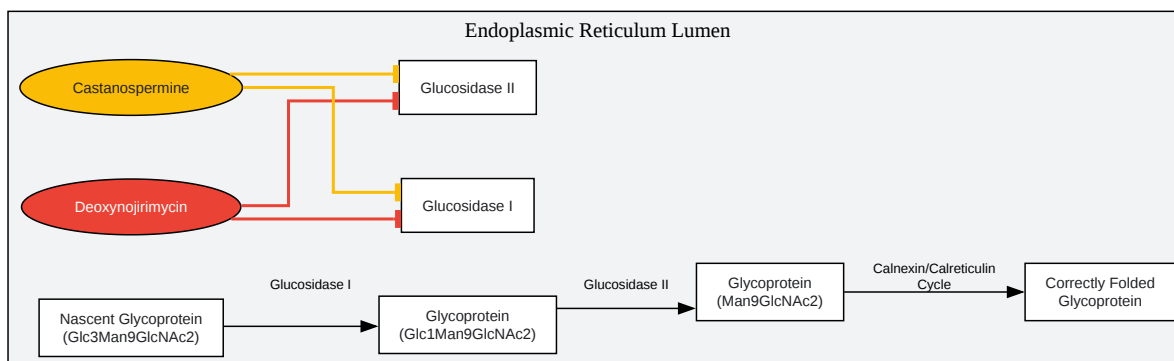 Endoplasmic Reticulum Lumen
Castanospermine
Glucosidase II
Deoxynojirimycin
Glucosidase I
Glucosidase I
Glucosidase II
Calnexin/Calreticulin
Cycle
Nascent Glycoprotein
(Glc3Man9GlcNAc2)
Glycoprotein
(Glc1Man9GlcNAc2)
Glycoprotein
(Man9GlcNAc2)
Correctly Folded
Glycoprotein